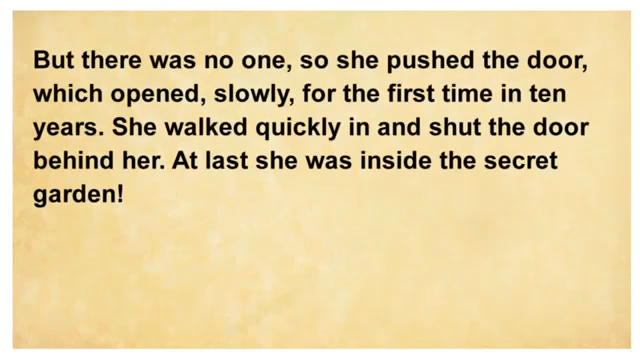 But there was no one, so she pushed the door,
which opened, slowly, for the first time in ten
years. She walked quickly in and shut the door
behind her. At last she was inside the secret
garden!